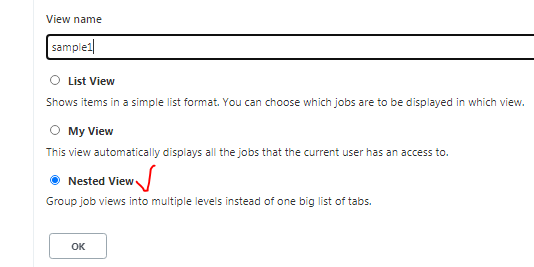 View name
sample1
List View
Shows items in a simple list format. You can choose which jobs are to be displayed in which view.
My View
This view automatically displays all the jobs that the current user has an access to.
Nested View
Group job views into multiple levels instead of one big list of tabs.
OK